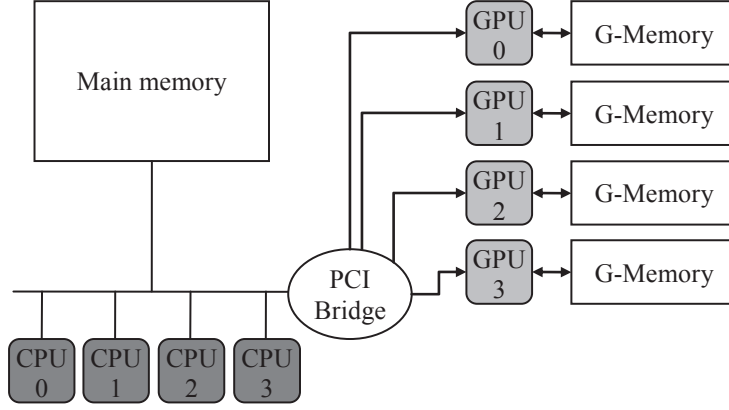 Main memory
GPU
0
G-Memory
GPU
1
G-Memory
GPU
2
G-Memory
GPU
3
G-Memory
PCI
Bridge
CPU
0
CPU
1
CPU
2
CPU
3